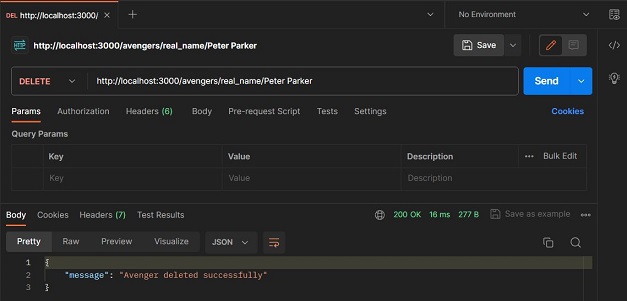 DEL http://localhost:3000/
No Environment
HTTP http://localhost:3000/avengers/real_name/Peter Parker
Save
DELETE http://localhost:3000/avengers/real_name/Peter Parker
Send
Params Authorization Headers (6) Body Pre-request Script Tests Settings Cookies
Query Params
Key Value Description Bulk Edit
Key Value Description
Body Cookies Headers (7) Test Results 200 OK 16 ms 277 B Save as example
Pretty Raw Preview Visualize JSON
1 {
2 "message": "Avenger deleted successfully"
3 }